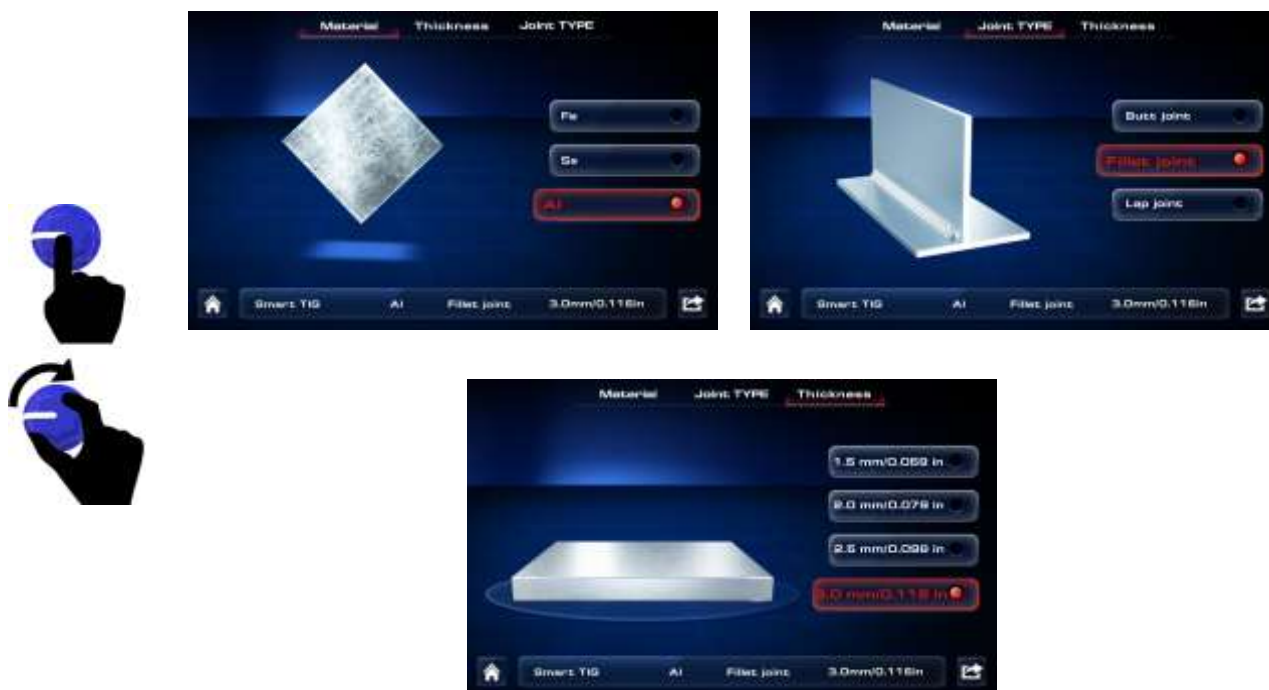 Material Thickness Joint TYPE
Fe
Ss
Al
Smart TIG Al Fillet joint 3.0mm/0.118in
Material Joint TYPE Thickness
Butt joint
Fillet joint
Lap joint
Smart TIG Al Fillet joint 3.0mm/0.118in
Material Joint TYPE Thickness
1.5 mm/0.059 in
2.0 mm/0.079 in
2.5 mm/0.098 in
3.0 mm/0.118 in
Smart TIG Al Fillet joint 3.0mm/0.118in